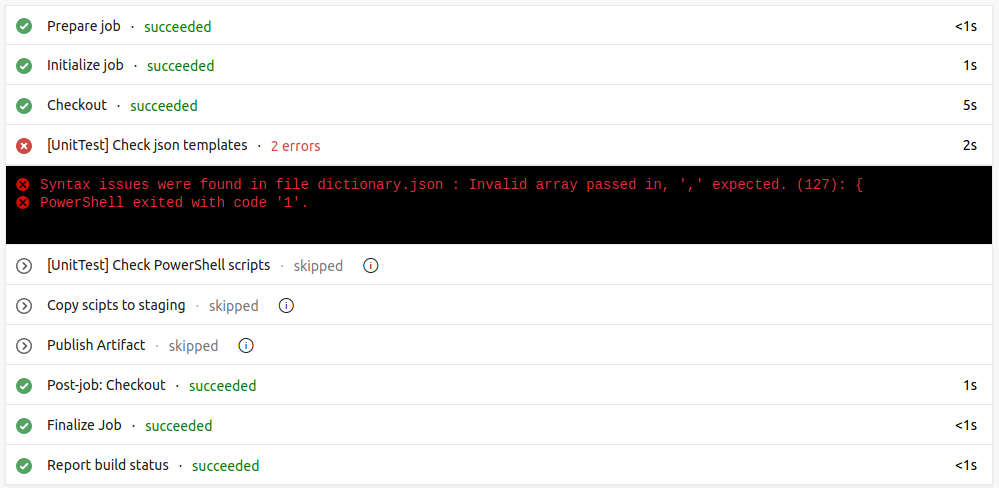 Prepare job · succeeded <1s
Initialize job · succeeded 1s
Checkout · succeeded 5s
[UnitTest] Check json templates · 2 errors 2s
Syntax issues were found in file dictionary.json : Invalid array passed in, ',' expected. (127): {
PowerShell exited with code '1'.
[UnitTest] Check PowerShell scripts · skipped
Copy scipts to staging · skipped
Publish Artifact · skipped
Post-job: Checkout · succeeded 1s
Finalize Job · succeeded <1s
Report build status · succeeded <1s